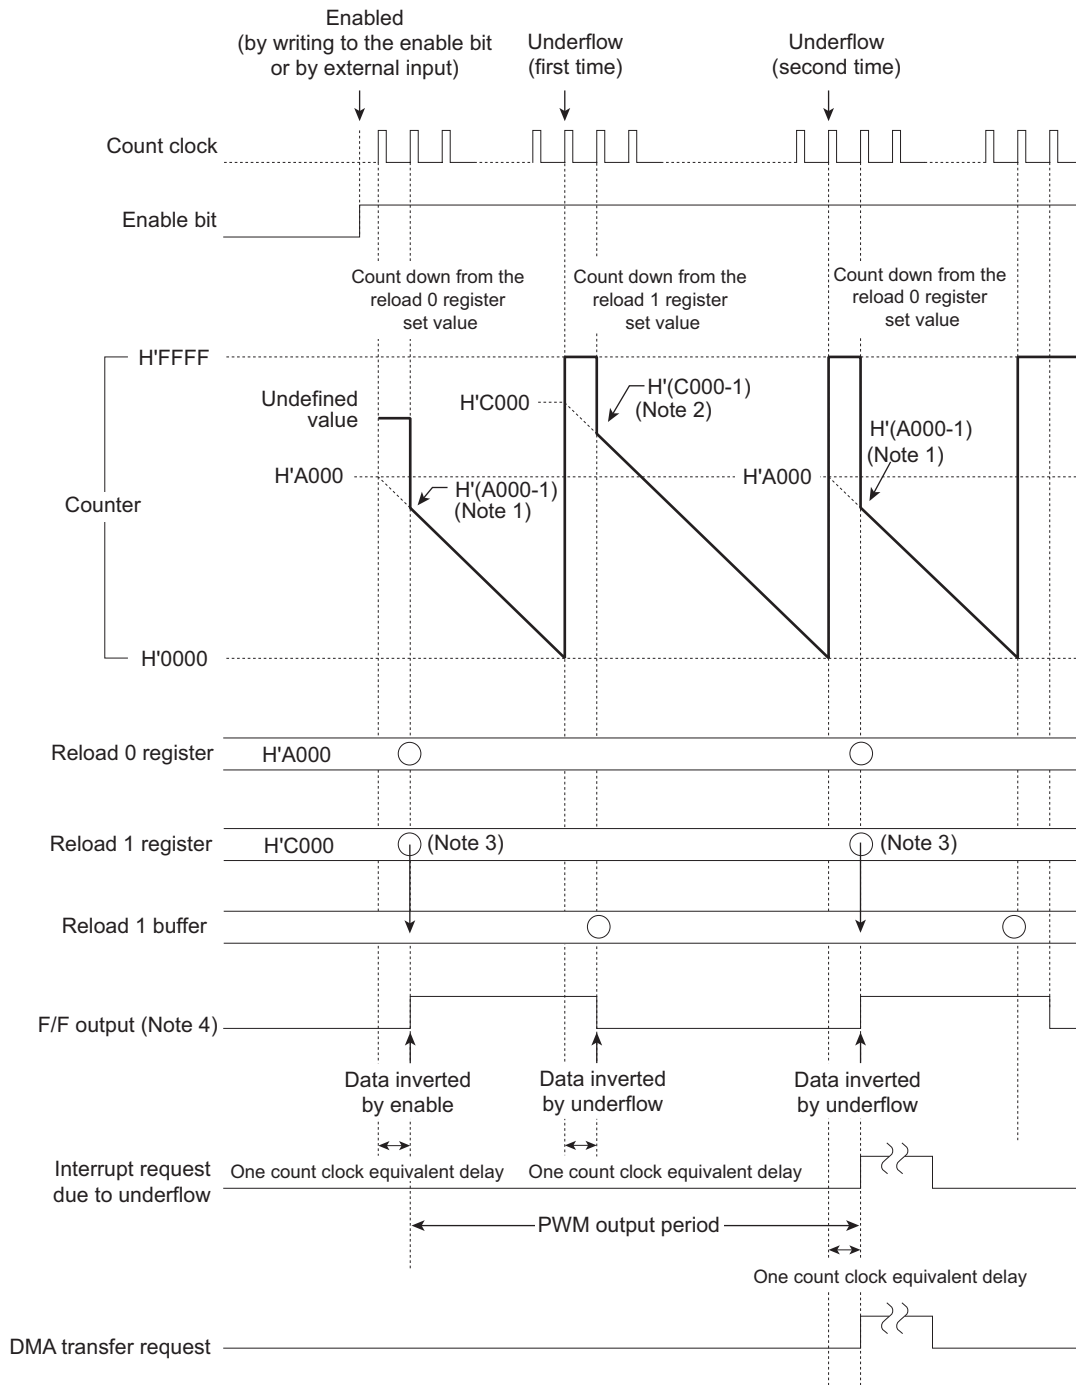 Enabled
(by writing to the enable bit
or by external input)
Underflow
(first time)
Underflow
(second time)
Count clock
Enable bit
Count down from the
reload 0 register
set value
Count down from the
reload 1 register
set value
Count down from the
reload 0 register
set value
H'FFFF
Undefined
value
H'C000
H'(C000-1)
(Note 2)
H'A000
H'(A000-1)
(Note 1)
H'A000
H'(A000-1)
(Note 1)
Counter
H'0000
Reload 0 register
H'A000
Reload 1 register
H'C000
(Note 3)
(Note 3)
Reload 1 buffer
F/F output (Note 4)
Data inverted
by enable
Data inverted
by underflow
Data inverted
by underflow
Interrupt request
due to underflow
One count clock equivalent delay
One count clock equivalent delay
PWM output period
One count clock equivalent delay
DMA transfer request